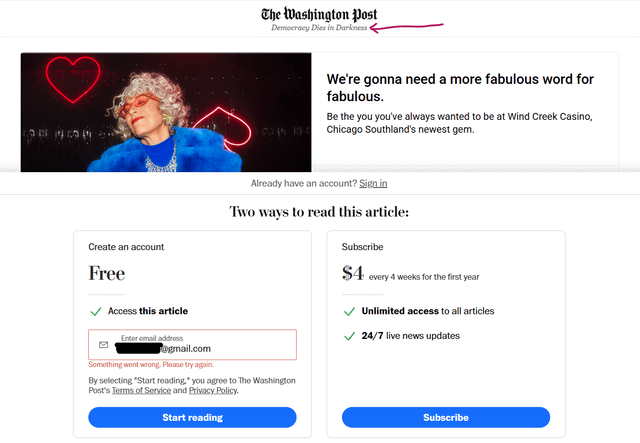 The Washington Post
Democracy Dies in Darkness
We're gonna need a more fabulous word for
fabulous.
Be the you you've always wanted to be at Wind Creek Casino,
Chicago Southland's newest gem.
Already have an account? Sign in
Two ways to read this article:
Create an account
Free
Access this article
Enter email address
@gmail.com
Something went wrong. Please try again.
By selecting "Start reading," you agree to The Washington
Post's Terms of Service and Privacy Policy.
Start reading
Subscribe
$4 every 4 weeks for the first year
Unlimited access to all articles
24/7 live news updates
Subscribe